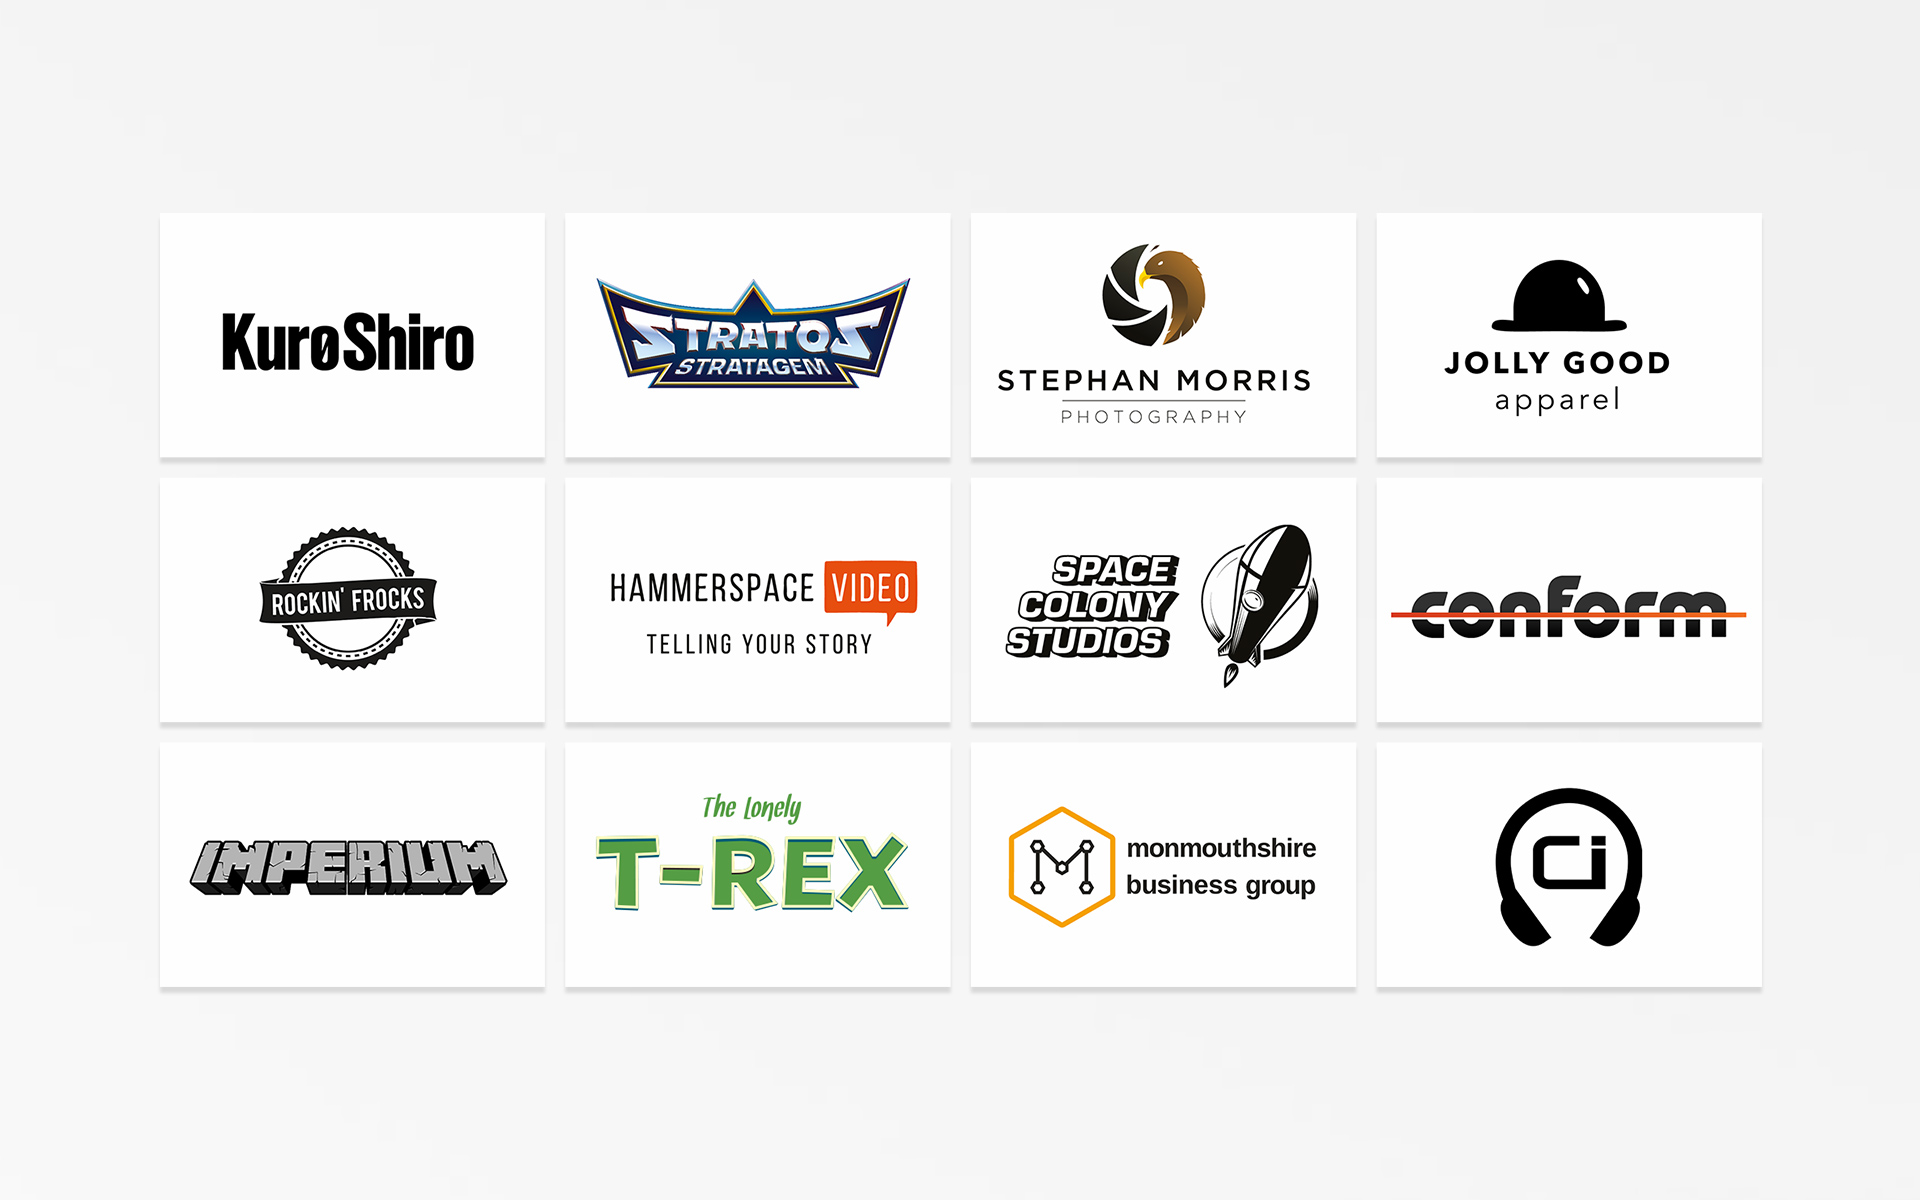 KurøShiro
STRATOS
STRATAGEM
STEPHAN MORRIS
PHOTOGRAPHY
JOLLY GOOD
apparel
ROCKIN' FROCKS
HAMMERSPACE VIDEO
TELLING YOUR STORY
SPACE
COLONY
STUDIOS
conform
IMPERIUM
The Lonely
T-REX
M
monmouthshire
business group
Ci